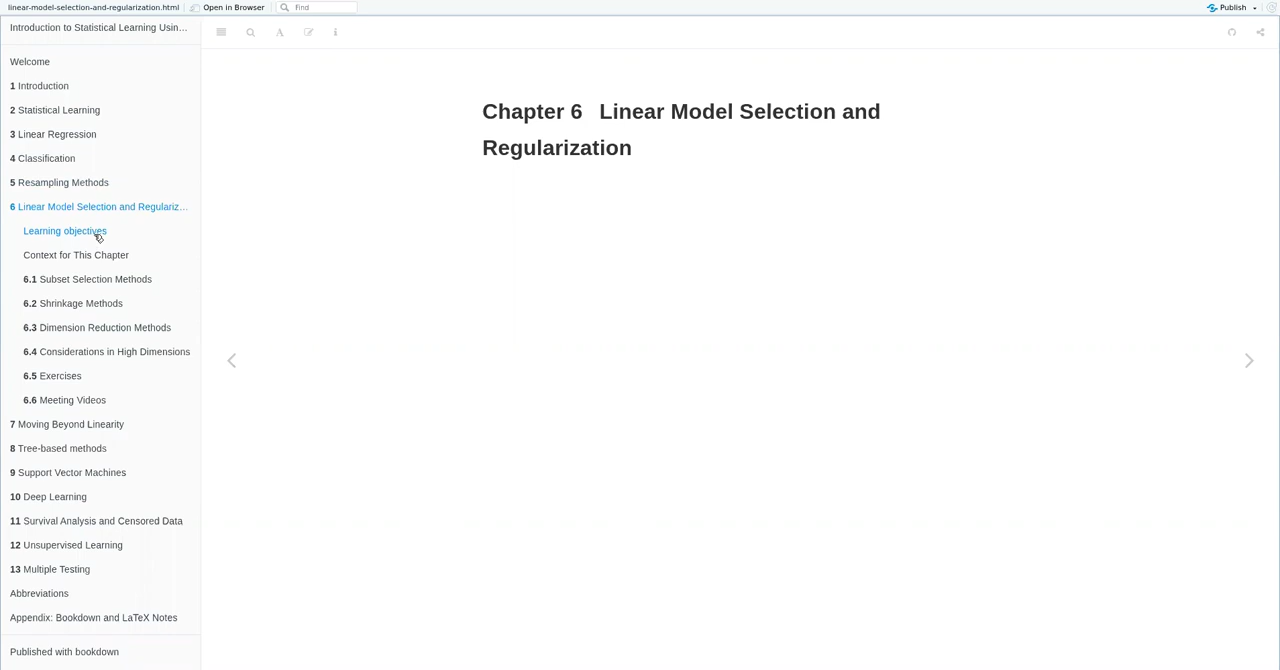 linear-model-selection-and-regularization.html
Open in Browser
Find
Publish
Introduction to Statistical Learning Usin…
Welcome
1 Introduction
2 Statistical Learning
3 Linear Regression
4 Classification
5 Resampling Methods
6 Linear Model Selection and Regulariz…
Learning objectives
Context for This Chapter
6.1 Subset Selection Methods
6.2 Shrinkage Methods
6.3 Dimension Reduction Methods
6.4 Considerations in High Dimensions
6.5 Exercises
6.6 Meeting Videos
7 Moving Beyond Linearity
8 Tree-based methods
9 Support Vector Machines
10 Deep Learning
11 Survival Analysis and Censored Data
12 Unsupervised Learning
13 Multiple Testing
Abbreviations
Appendix: Bookdown and LaTeX Notes
Published with bookdown
Chapter 6 Linear Model Selection and
Regularization